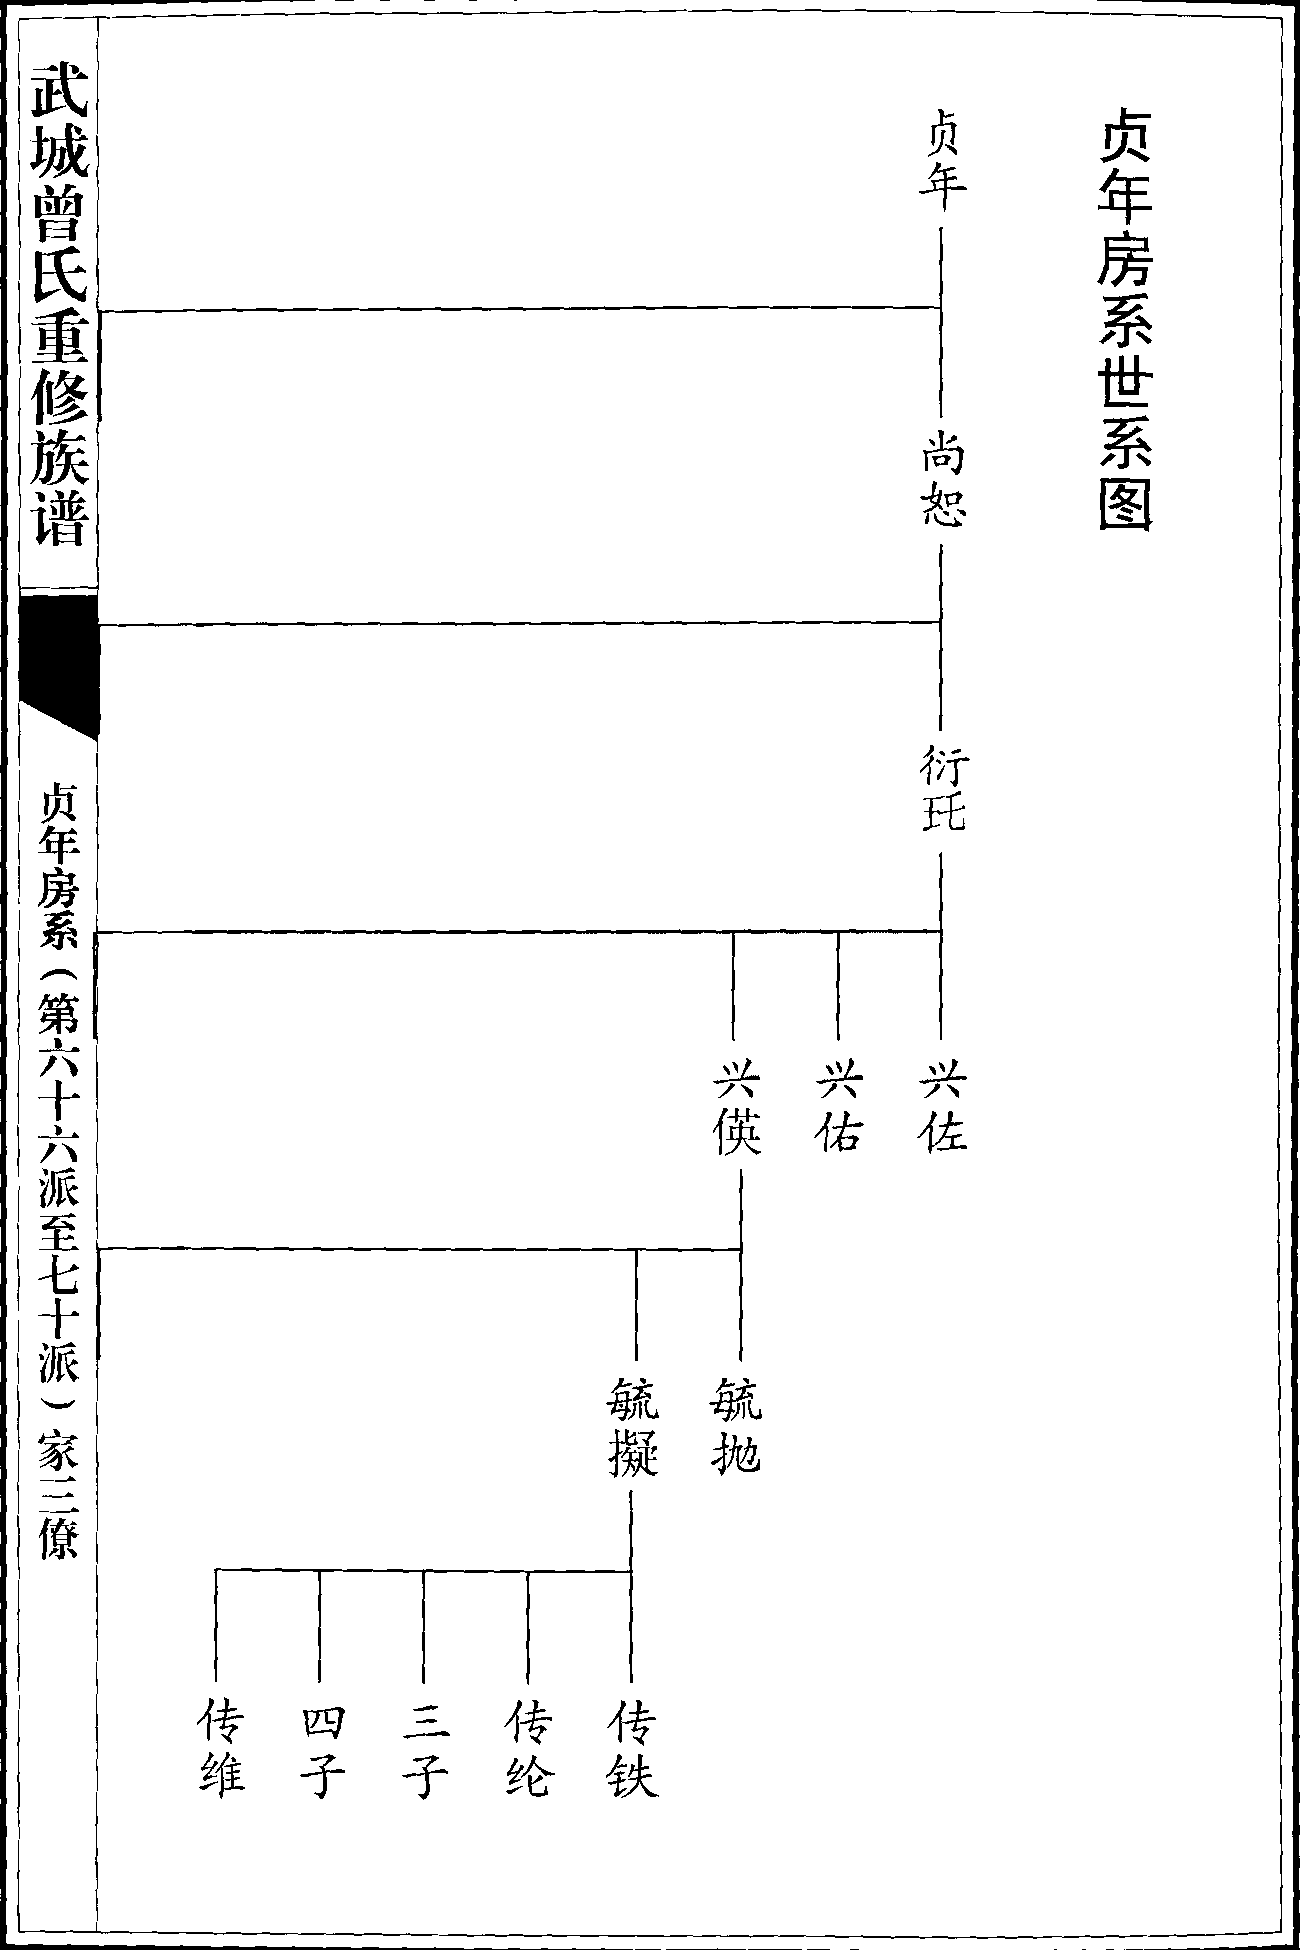 贞年房系世系图
贞年
尚恕
衍玨
兴佐
兴佑
兴偀
毓抛
毓擬
传铁
传纶
三子
四子
传维
武城曾氏重修族谱
贞年房系（第六十六派至七十派）家三僚